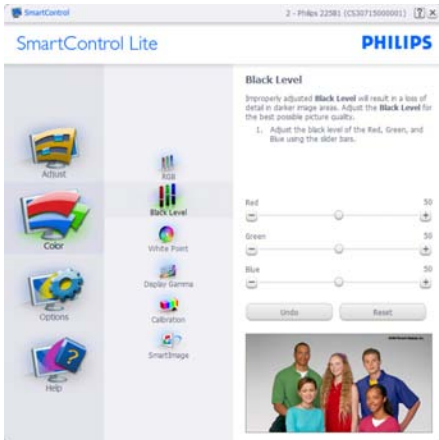 SmartControl
2 - Philips 225B1 (CS30715000001)
SmartControl Lite
PHILIPS
Adjust
Color
Options
Help
RGB
Black Level
White Point
Display Gamma
Calibration
SmartImage
Black Level
Improperly adjusted Black Level will result in a loss of
detail in darker image areas. Adjust the Black Level for
the best possible picture quality.
1. Adjust the black level of the Red, Green, and
Blue using the slider bars.
Red 50
Green 50
Blue 50
Undo
Reset